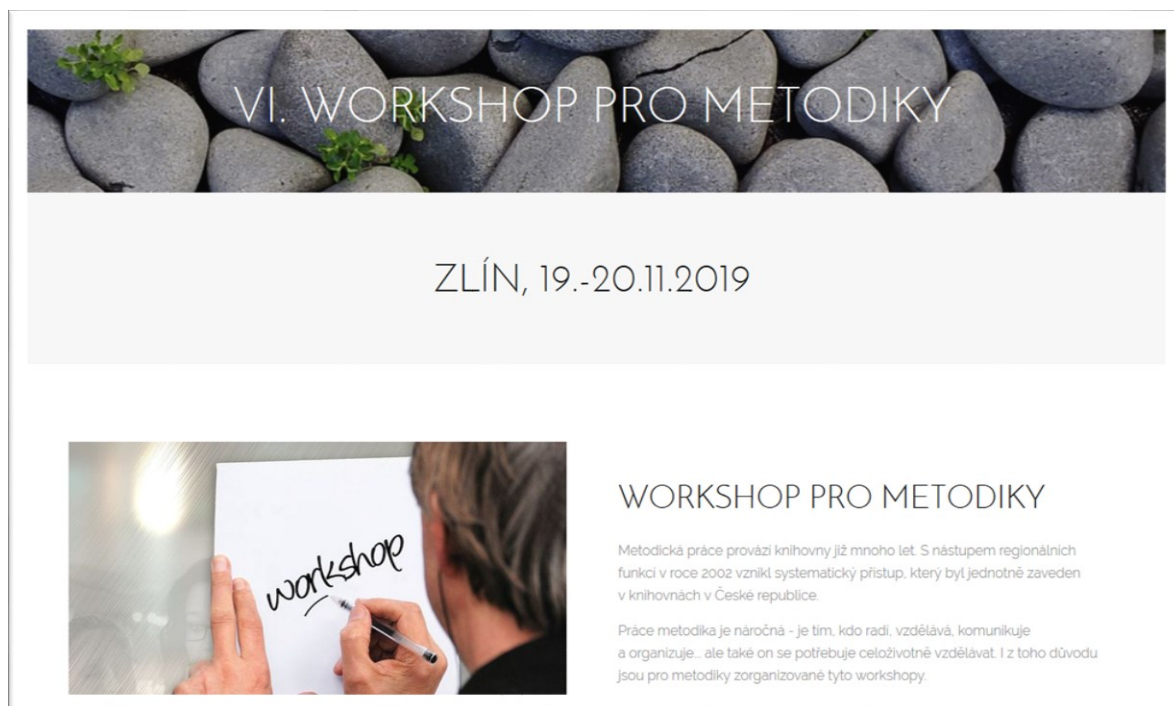 VI. WORKSHOP PRO METODIKY
ZLÍN, 19.-20.11.2019
workshop
WORKSHOP PRO METODIKY
Metodická práce provází knihovny již mnoho let. S nástupem regionálních
funkcí v roce 2002 vznikl systematický přístup, který byl jednotně zaveden
v knihovnách v České republice.
Práce metodika je náročná - je tím, kdo radí, vzdělává, komunikuje
a organizuje... ale také on se potřebuje celoživotně vzdělávat. I z toho důvodu
jsou pro metodiky zorganizované tyto workshopy.